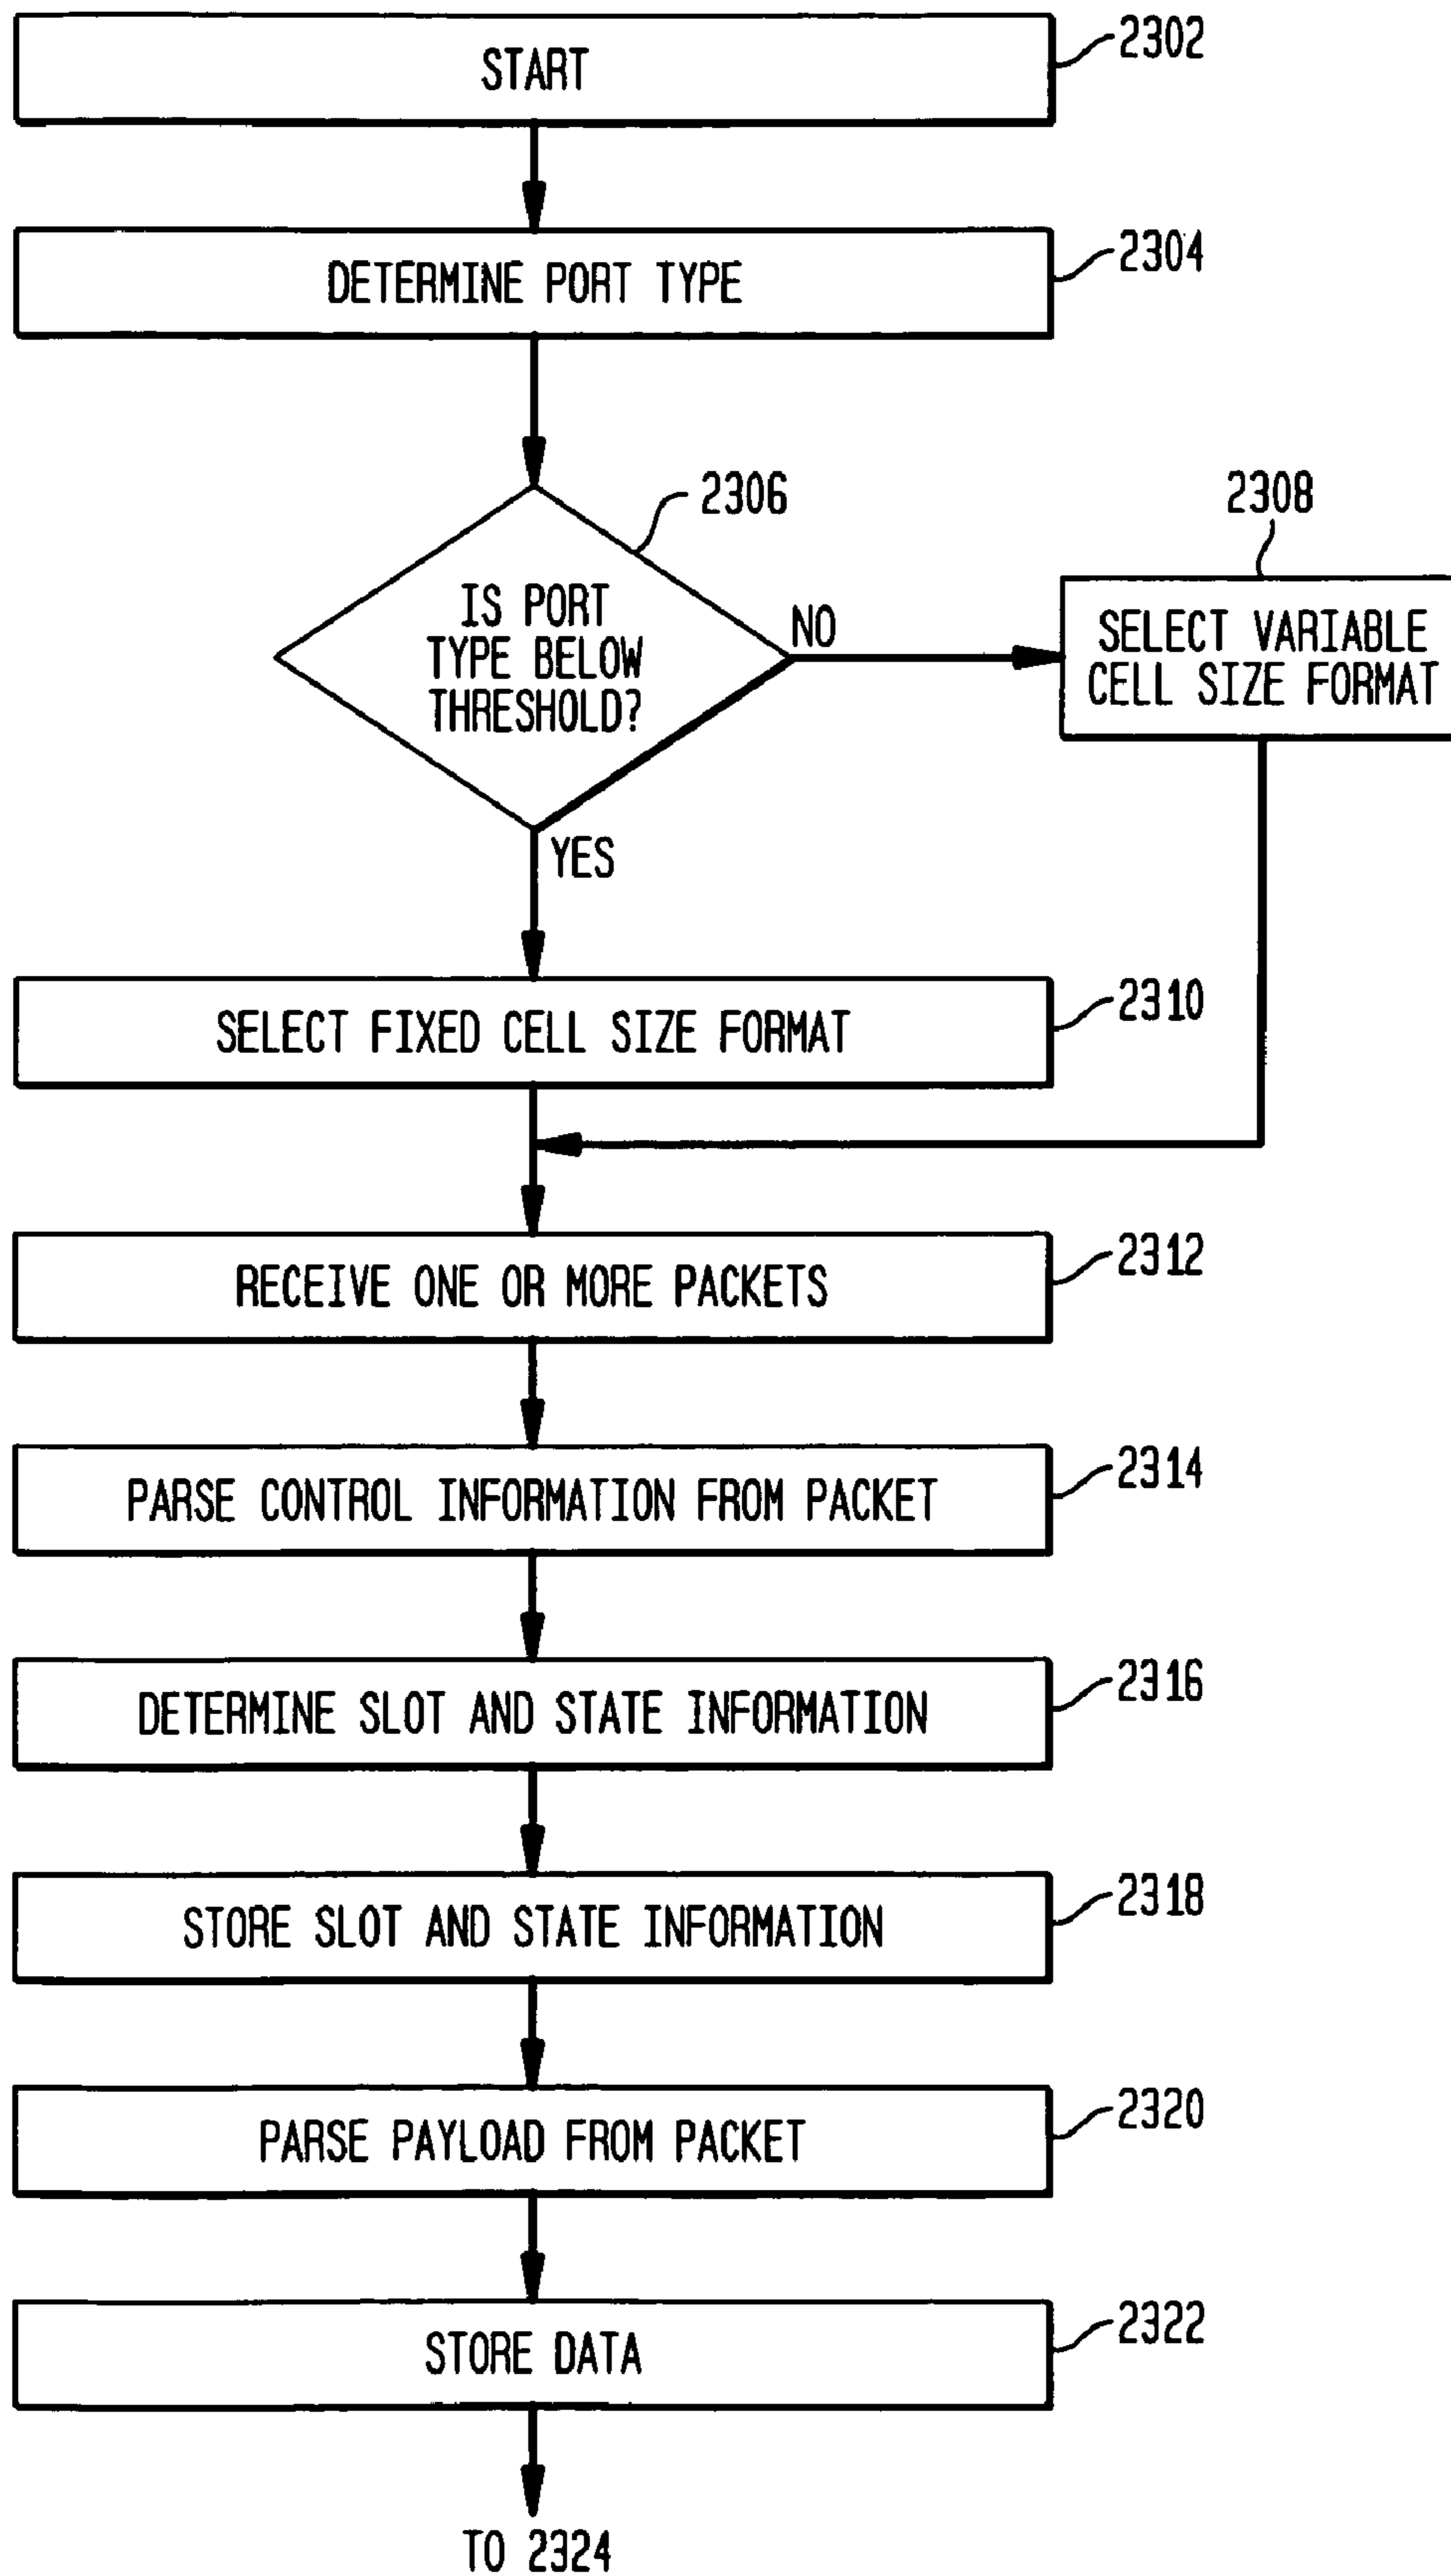 START
2302
DETERMINE PORT TYPE
2304
2306
IS PORT
TYPE BELOW
THRESHOLD?
NO
2308
SELECT VARIABLE
CELL SIZE FORMAT
YES
SELECT FIXED CELL SIZE FORMAT
2310
RECEIVE ONE OR MORE PACKETS
2312
PARSE CONTROL INFORMATION FROM PACKET
2314
DETERMINE SLOT AND STATE INFORMATION
2316
STORE SLOT AND STATE INFORMATION
2318
PARSE PAYLOAD FROM PACKET
2320
STORE DATA
2322
TO 2324